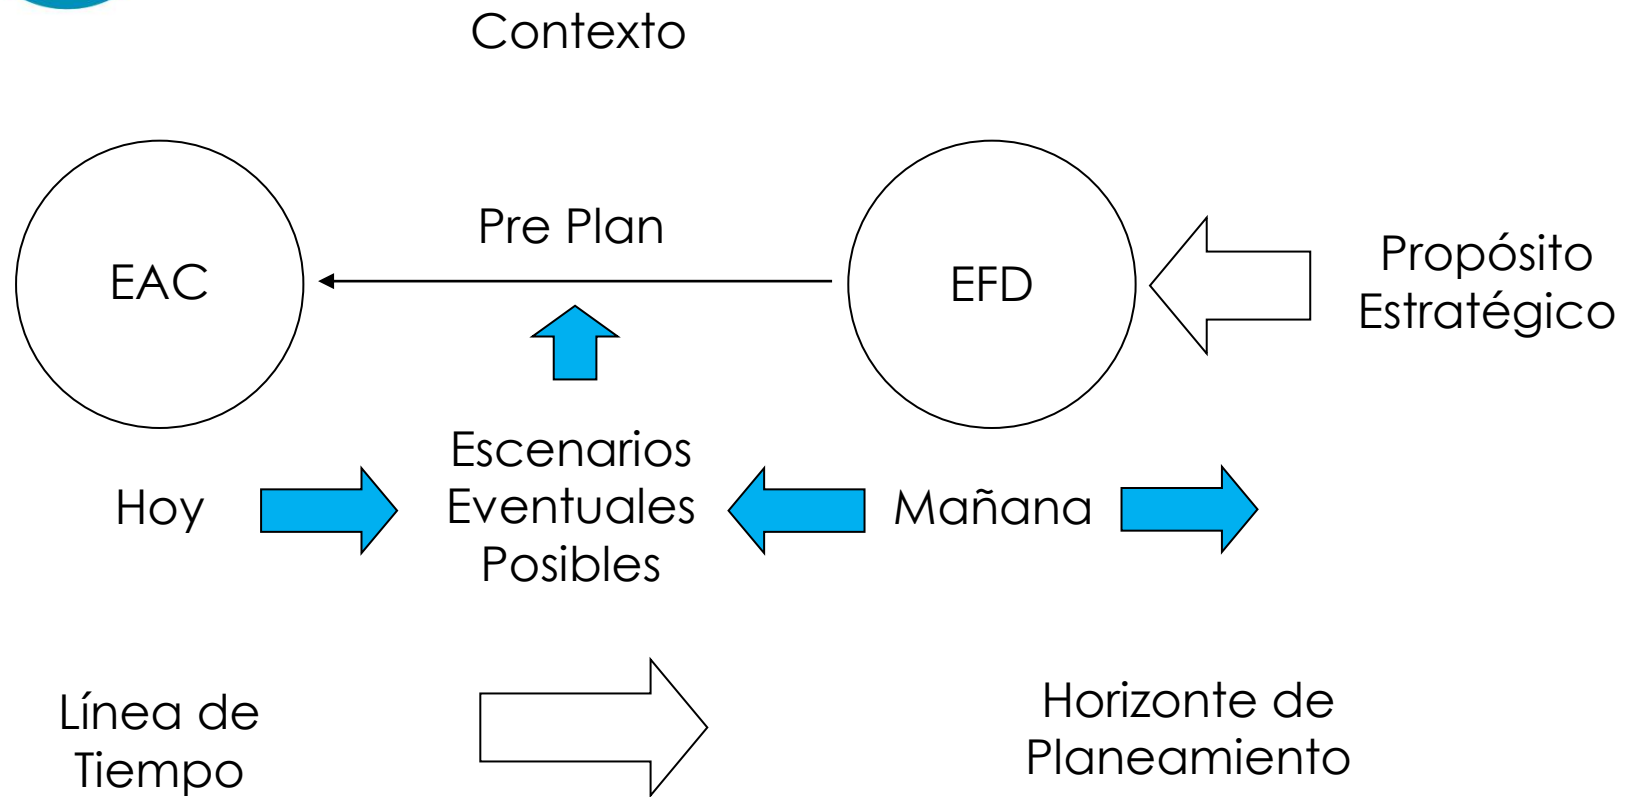 Contexto
Pre Plan
EAC
EFD
Propósito
Estratégico
Escenarios
Eventuales
Posibles
Hoy
Mañana
Línea de
Tiempo
Horizonte de
Planeamiento